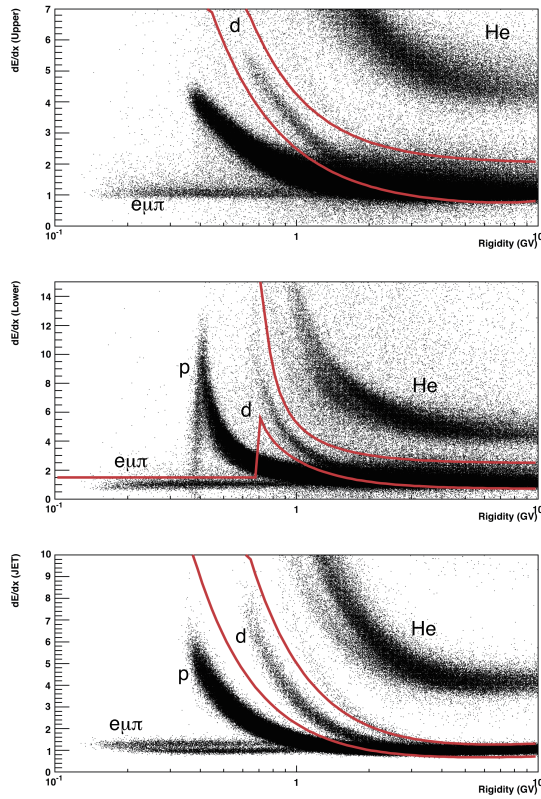 dE/dx (Upper)
7
6
5
4
3
2
1
0
d
He
eμπ
10⁻¹
1
10
Rigidity (GV)
dE/dx (Lower)
14
12
10
8
6
4
2
0
p
d
He
eμπ
10⁻¹
1
10
Rigidity (GV)
dE/dx (JET)
10
9
8
7
6
5
4
3
2
1
0
d
He
p
eμπ
10⁻¹
1
10
Rigidity (GV)